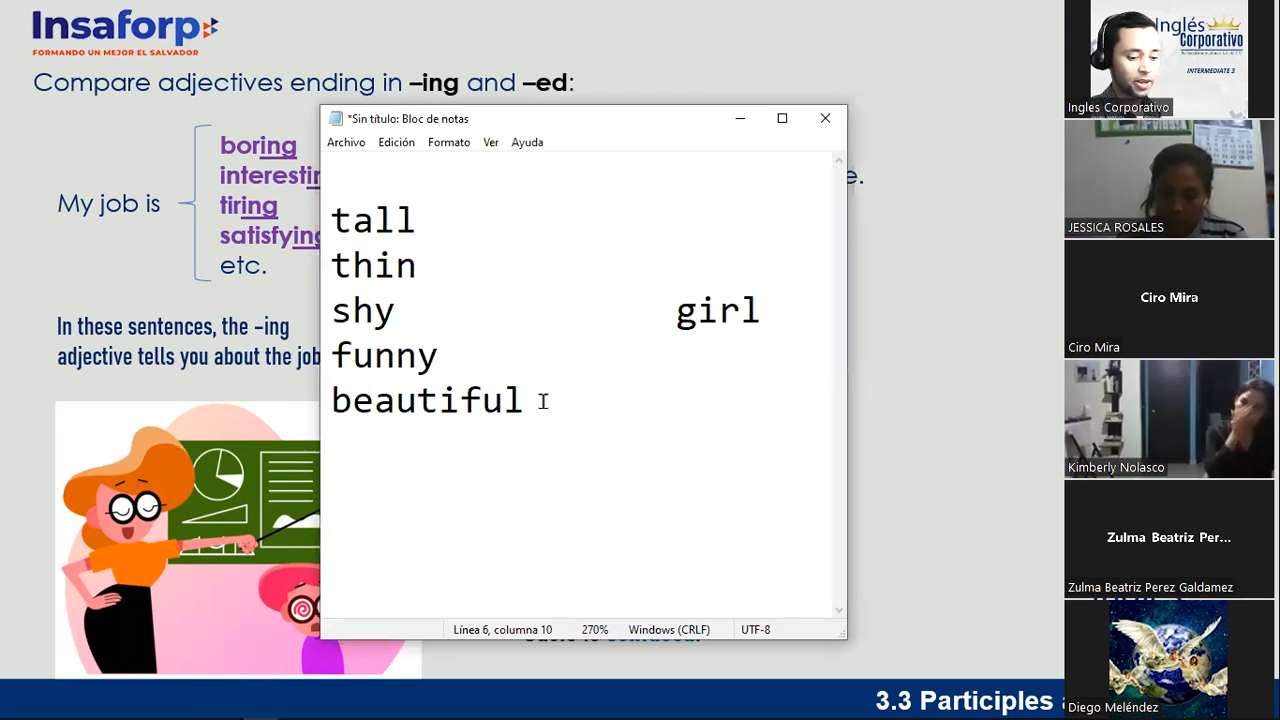 Insaforp
FORMANDO UN MEJOR EL SALVADOR
Compare adjectives ending in –ing and –ed:
boring
My job is
tiring
etc.
e.
In these sentences, the –ing
adjective tells you about the job
*Sin título: Bloc de notas
Archivo Edición Formato Ver Ayuda
tall
thin
shy girl
funny
beautiful
Línea 6, columna 10 270% Windows (CRLF) UTF-8
3.3 Participles
Inglés
Corporativo
INTERMEDIATE 3
Ingles Corporativo
JESSICA ROSALES
Ciro Mira
Ciro Mira
Kimberly Nolasco
Zulma Beatriz Per...
Zulma Beatriz Perez Galdamez
Diego Meléndez